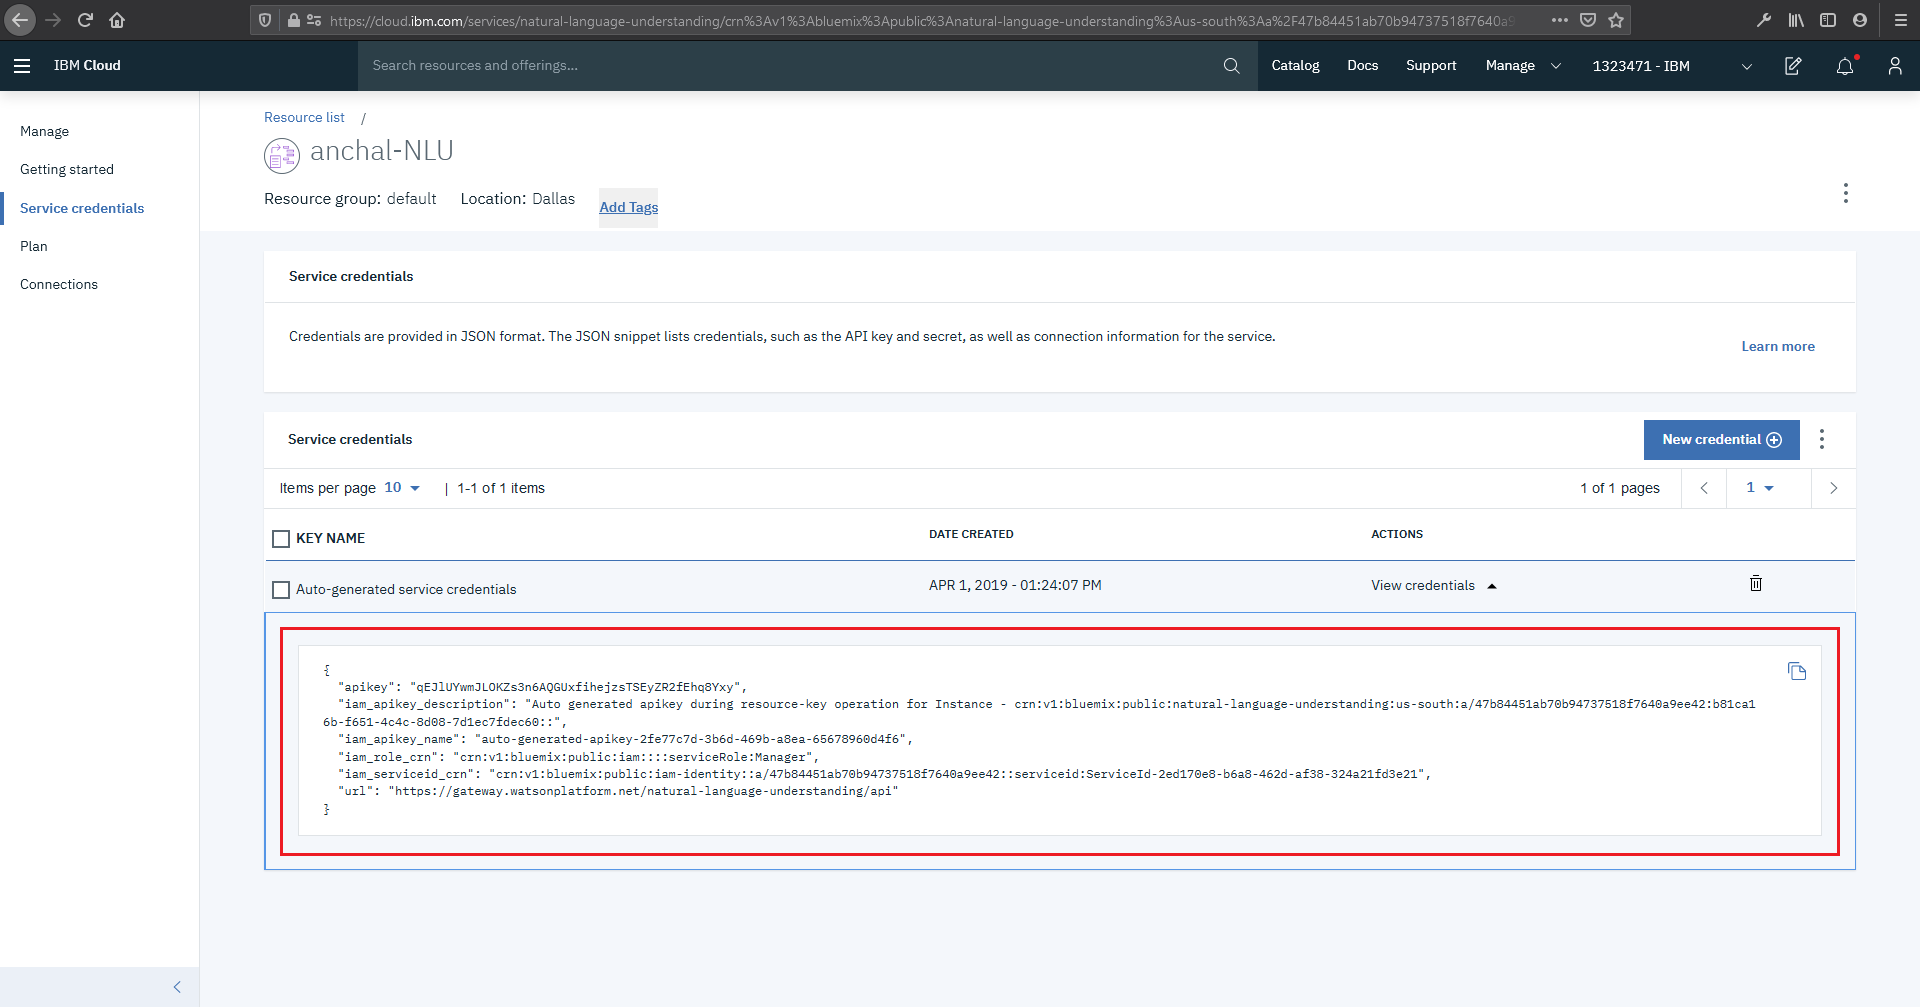 https://cloud.ibm.com/services/natural-language-understanding/crn%3Av1%3Abluemix%3Apublic%3Anatural-language-understanding%3Aus-south%3Aa%2F47b84451ab70b94737518f7640a9
IBM Cloud
Search resources and offerings...
Catalog
Docs
Support
Manage
1323471 - IBM
Manage
Getting started
Service credentials
Plan
Connections
Resource list /
anchal-NLU
Resource group: default Location: Dallas Add Tags
Service credentials
Credentials are provided in JSON format. The JSON snippet lists credentials, such as the API key and secret, as well as connection information for the service.
Learn more
Service credentials
New credential
Items per page 10 | 1-1 of 1 items
1 of 1 pages 1
KEY NAME DATE CREATED ACTIONS
Auto-generated service credentials APR 1, 2019 - 01:24:07 PM View credentials
{
"apikey": "qEJlUYwmJLOKZs3n6AQGUxfihejzsTSEyZR2fEhq8Yxy",
"iam_apikey_description": "Auto generated apikey during resource-key operation for Instance - crn:v1:bluemix:public:natural-language-understanding:us-south:a/47b84451ab70b94737518f7640a9ee42:b81ca1
6b-f651-4c4c-8d08-7d1ec7fdec60::",
"iam_apikey_name": "auto-generated-apikey-2fe77c7d-3b6d-469b-a8ea-65678960d4f6",
"iam_role_crn": "crn:v1:bluemix:public:iam::::serviceRole:Manager",
"iam_serviceid_crn": "crn:v1:bluemix:public:iam-identity::a/47b84451ab70b94737518f7640a9ee42::serviceid:ServiceId-2ed170e8-b6a8-462d-af38-324a21fd3e21",
"url": "https://gateway.watsonplatform.net/natural-language-understanding/api"
}